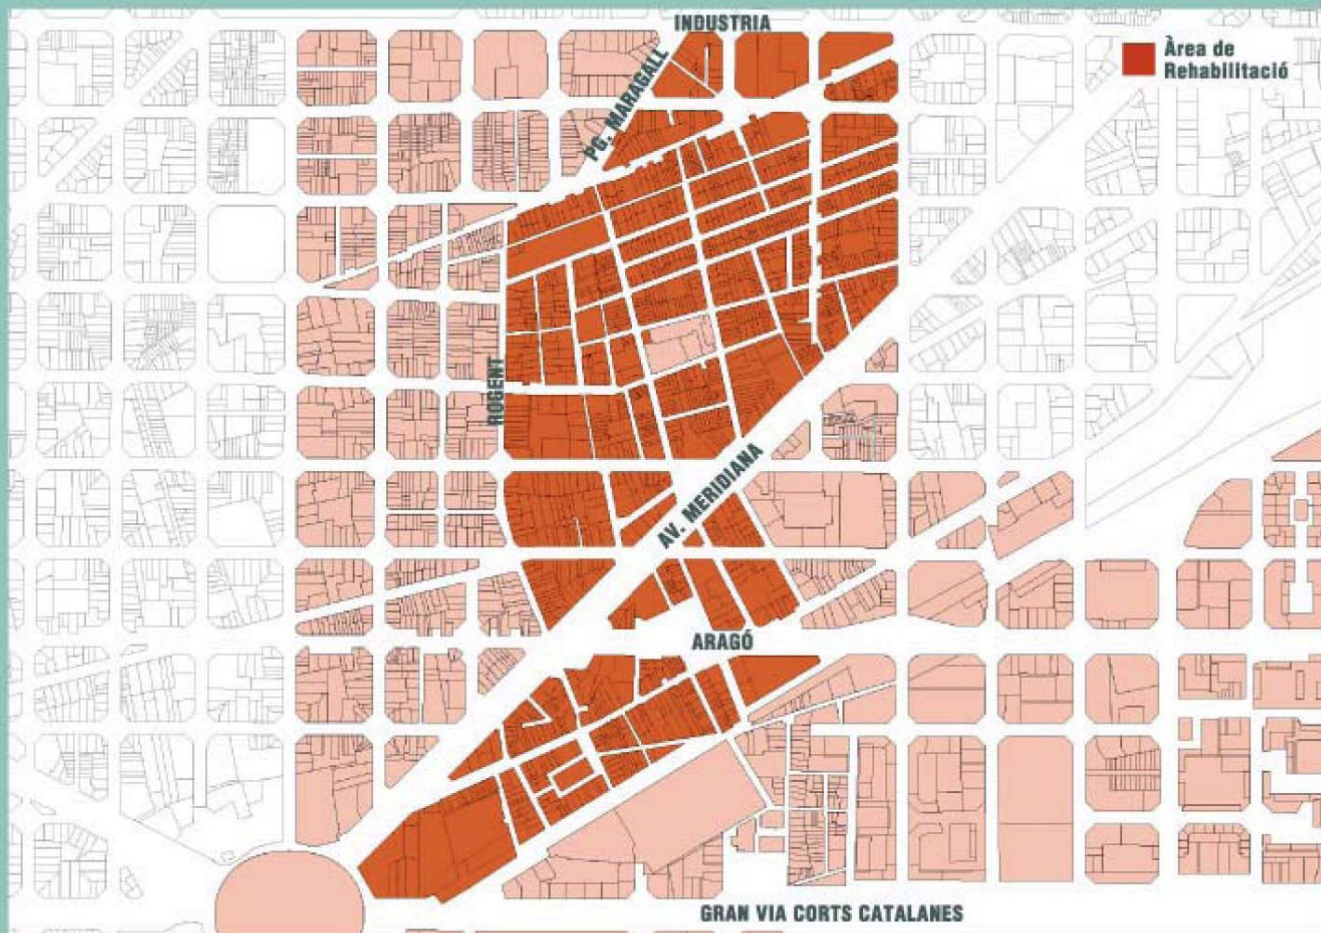 INDUSTRIA
Àrea de
Rehabilitació
PG. MARAGALL
ROGENT
AV. MERIDIANA
ARAGÓ
GRAN VIA CORTS CATALANES